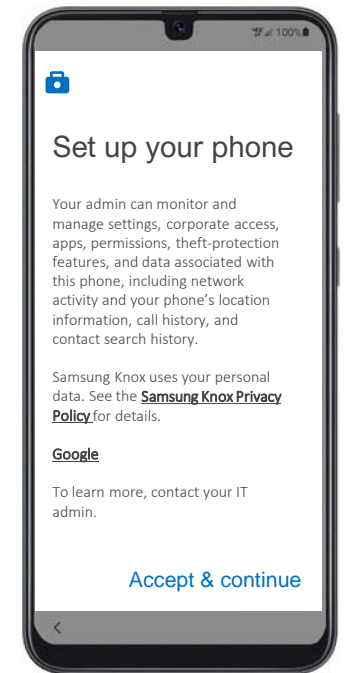 100%
Set up your phone
Your admin can monitor and
manage settings, corporate access,
apps, permissions, theft-protection
features, and data associated with
this phone, including network
activity and your phone's location
information, call history, and
contact search history.
Samsung Knox uses your personal
data. See the Samsung Knox Privacy
Policy for details.
Google
To learn more, contact your IT
admin.
Accept & continue